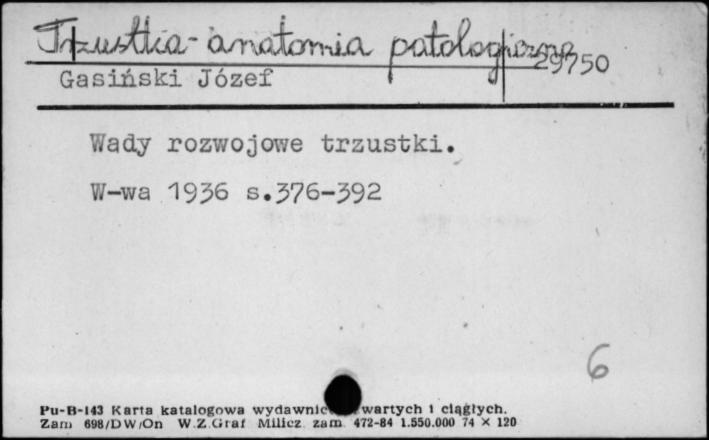 Trzustka - anatomia patologiczna
29750
Gasiński Józef
Wady rozwojowe trzustki.
W-wa 1936 s.376-392
6
Pu-B-143 Karta katalogowa wydawnic wartych i ciągłych.
Zam 698/DW/On W.Z.Graf Milicz zam. 472-84 1.550.000 74 × 120